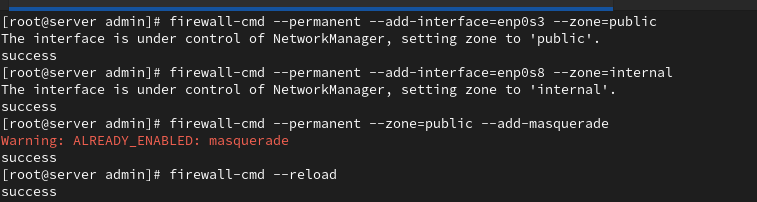 [root@server admin]# firewall-cmd --permanent --add-interface=enp0s3 --zone=public
The interface is under control of NetworkManager, setting zone to 'public'.
success
[root@server admin]# firewall-cmd --permanent --add-interface=enp0s8 --zone=internal
The interface is under control of NetworkManager, setting zone to 'internal'.
success
[root@server admin]# firewall-cmd --permanent --zone=public --add-masquerade
Warning: ALREADY_ENABLED: masquerade
success
[root@server admin]# firewall-cmd --reload
success